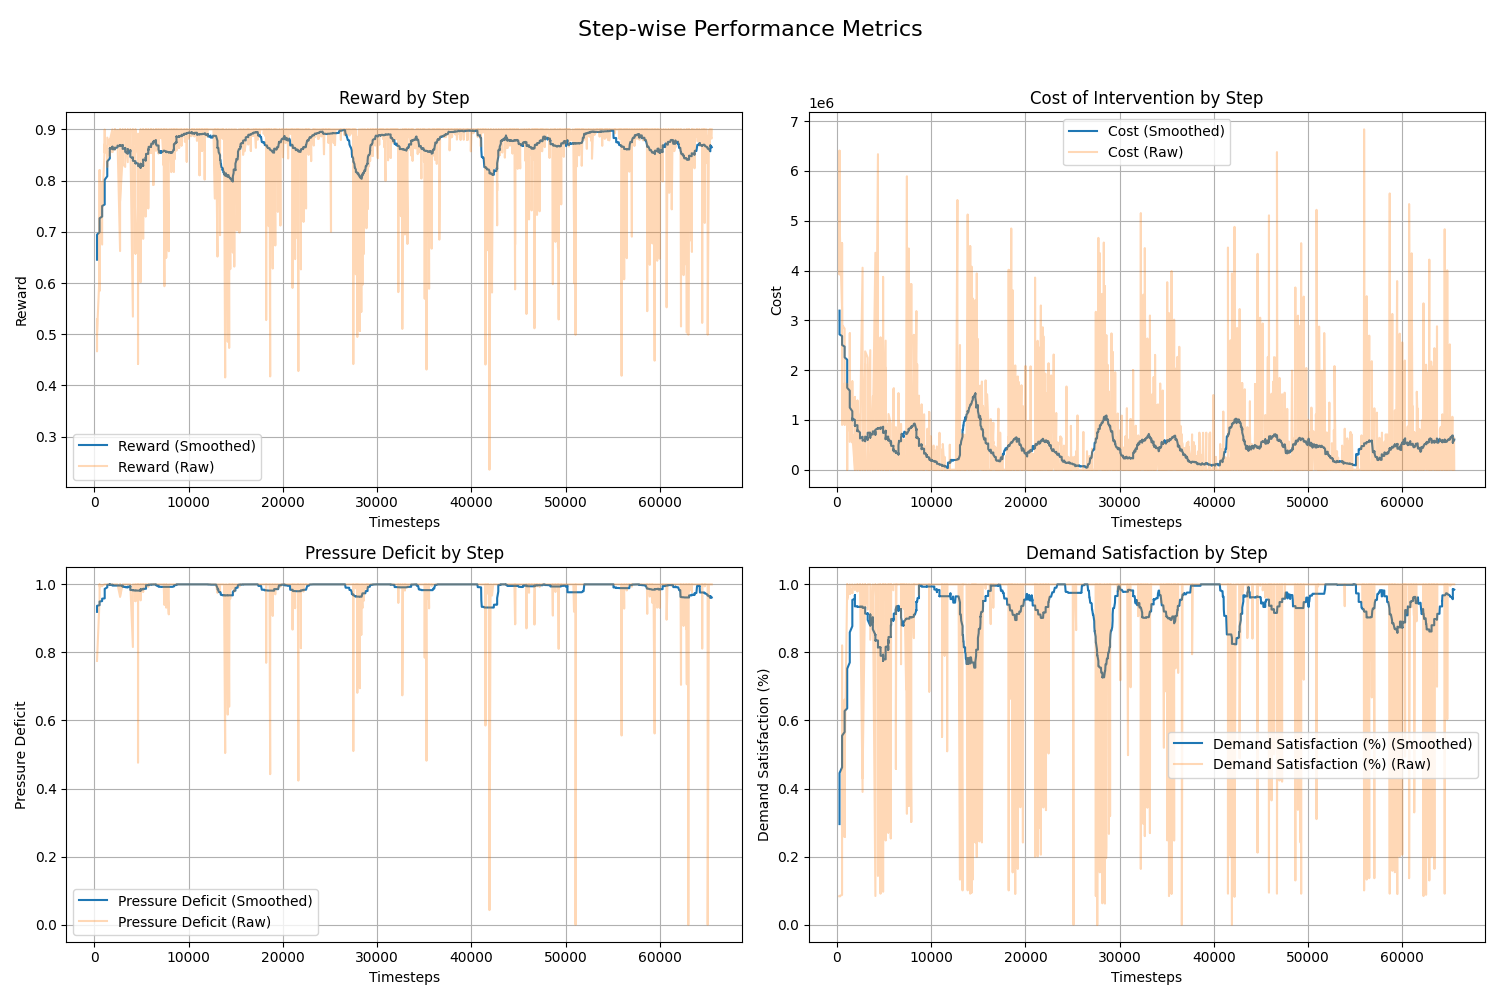 Step-wise Performance Metrics
Reward by Step
0.9
0.8
0.7
0.6
0.5
0.4
0.3
Reward
Reward (Smoothed)
Reward (Raw)
0 10000 20000 30000 40000 50000 60000
Timesteps
Cost of Intervention by Step
1e6
7
6
5
4
3
2
1
0
Cost
Cost (Smoothed)
Cost (Raw)
0 10000 20000 30000 40000 50000 60000
Timesteps
Pressure Deficit by Step
1.0
0.8
0.6
0.4
0.2
0.0
Pressure Deficit
Pressure Deficit (Smoothed)
Pressure Deficit (Raw)
0 10000 20000 30000 40000 50000 60000
Timesteps
Demand Satisfaction by Step
1.0
0.8
0.6
0.4
0.2
0.0
Demand Satisfaction (%)
Demand Satisfaction (%) (Smoothed)
Demand Satisfaction (%) (Raw)
0 10000 20000 30000 40000 50000 60000
Timesteps